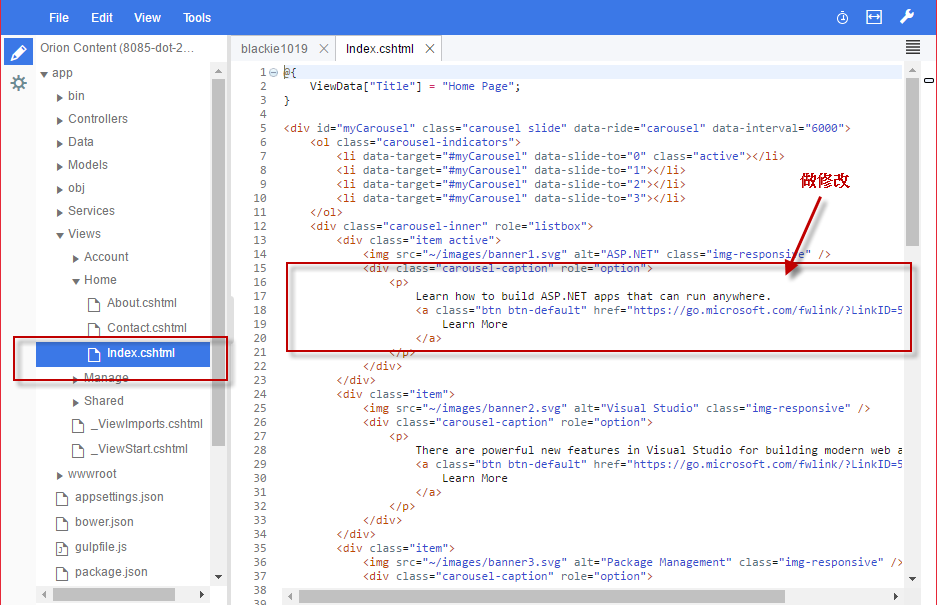 File Edit View Tools
Orion Content (8085-dot-2…
blackie1019
Index.cshtml
app
bin
Controllers
Data
Models
obj
Services
Views
Account
Home
About.cshtml
Contact.cshtml
Index.cshtml
Manage
Shared
_ViewImports.cshtml
_ViewStart.cshtml
wwwroot
appsettings.json
bower.json
gulpfile.js
package.json
做修改
1 @{
2 ViewData["Title"] = "Home Page";
3 }
4
5 <div id="myCarousel" class="carousel slide" data-ride="carousel" data-interval="6000">
6 <ol class="carousel-indicators">
7 <li data-target="#myCarousel" data-slide-to="0" class="active"></li>
8 <li data-target="#myCarousel" data-slide-to="1"></li>
9 <li data-target="#myCarousel" data-slide-to="2"></li>
10 <li data-target="#myCarousel" data-slide-to="3"></li>
11 </ol>
12 <div class="carousel-inner" role="listbox">
13 <div class="item active">
14 <img src="~/images/banner1.svg" alt="ASP.NET" class="img-responsive" />
15 <div class="carousel-caption" role="option">
16 <p>
17 Learn how to build ASP.NET apps that can run anywhere.
18 <a class="btn btn-default" href="https://go.microsoft.com/fwlink/?LinkID=5
19 Learn More
20 </a>
21 </p>
22 </div>
23 </div>
24 <div class="item">
25 <img src="~/images/banner2.svg" alt="Visual Studio" class="img-responsive" />
26 <div class="carousel-caption" role="option">
27 <p>
28 There are powerful new features in Visual Studio for building modern web a
29 <a class="btn btn-default" href="https://go.microsoft.com/fwlink/?LinkID=5
30 Learn More
31 </a>
32 </p>
33 </div>
34 </div>
35 <div class="item">
36 <img src="~/images/banner3.svg" alt="Package Management" class="img-responsive" />
37 <div class="carousel-caption" role="option">
38
39